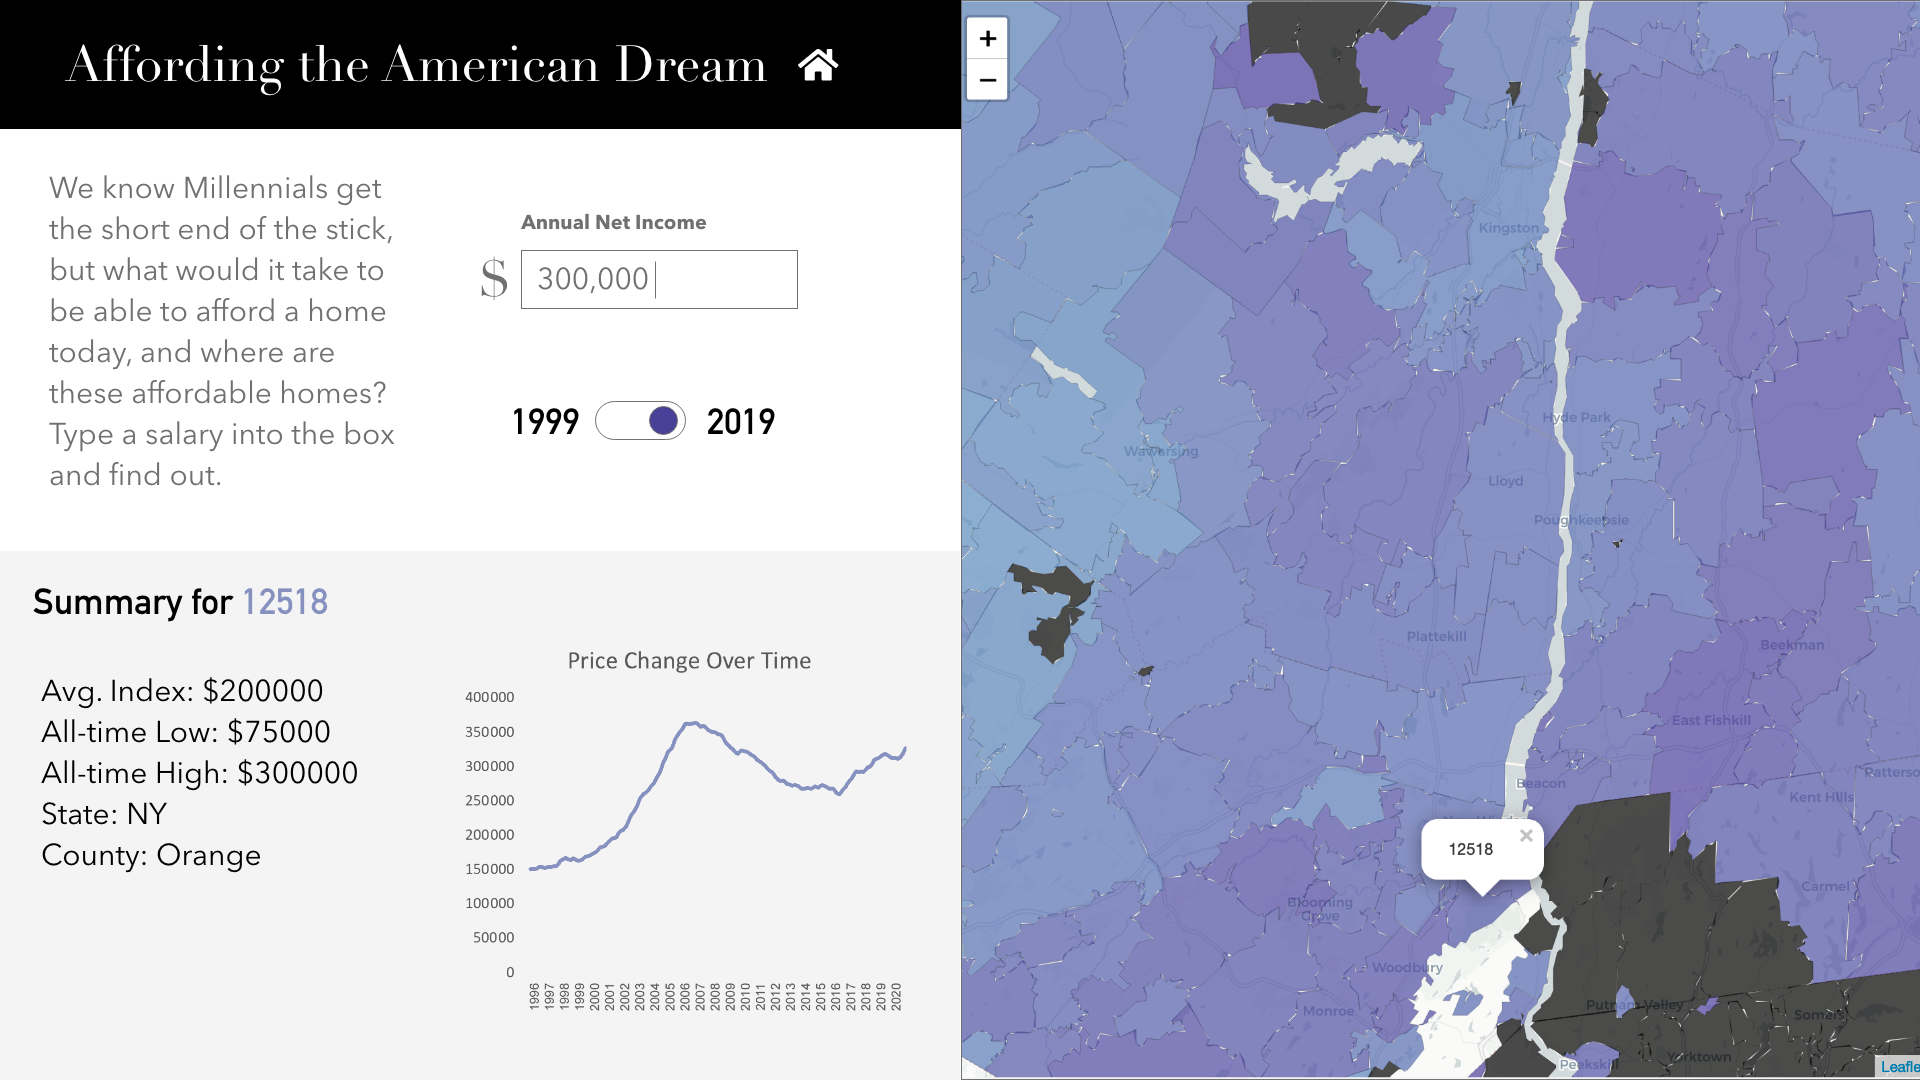 Affording the American Dream
We know Millennials get
the short end of the stick,
but what would it take to
be able to afford a home
today, and where are
these affordable homes?
Type a salary into the box
and find out.
Annual Net Income
$ 300,000
1999 2019
Summary for 12518
Avg. Index: $200000
All-time Low: $75000
All-time High: $300000
State: NY
County: Orange
Price Change Over Time
400000
350000
300000
250000
200000
150000
100000
50000
0
1996
1997
1998
1999
2000
2001
2002
2003
2004
2005
2006
2007
2008
2009
2010
2011
2012
2013
2014
2015
2016
2017
2018
2019
2020
+
−
Kingston
Hyde Park
Wawarsing
Lloyd
Poughkeepsie
Plattekill
Beekman
East Fishkill
Patterso
Beacon
Kent Hills
12518
×
Carmel
Blooming
Grove
Woodbury
Monroe
Putnam Valley
Somers
Yorktown
Peekskill
Leafle